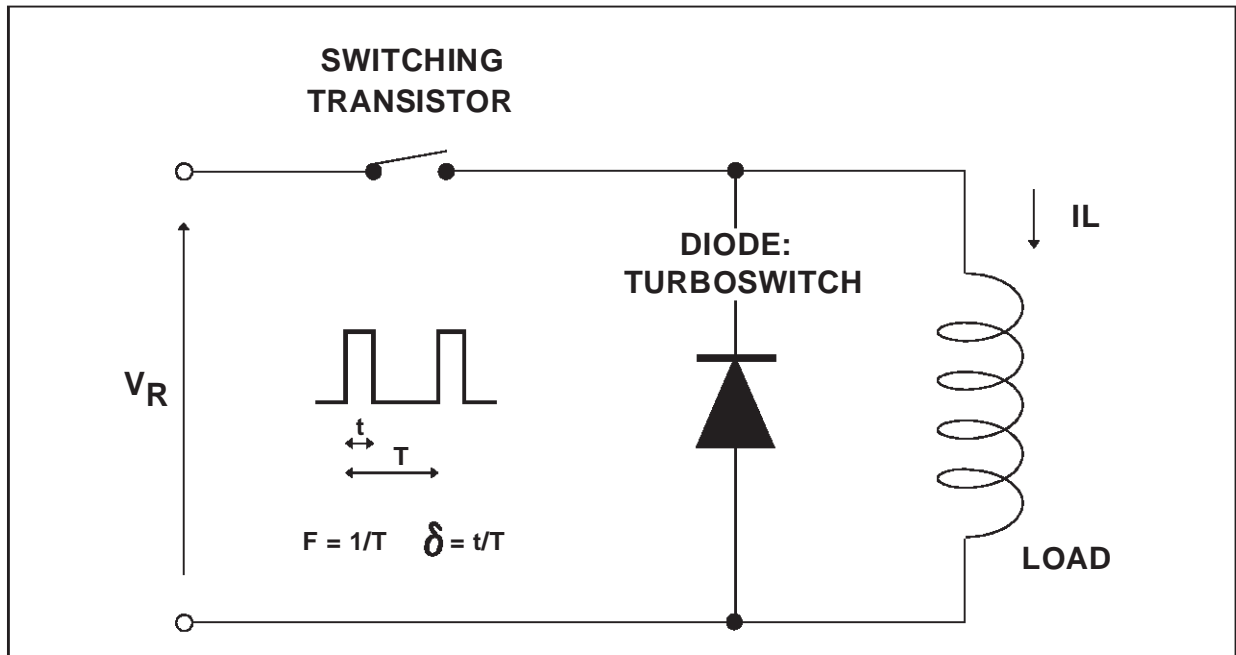 SWITCHING
TRANSISTOR
IL
DIODE:
TURBOSWITCH
VR
t
T
F = 1/T δ = t/T
LOAD